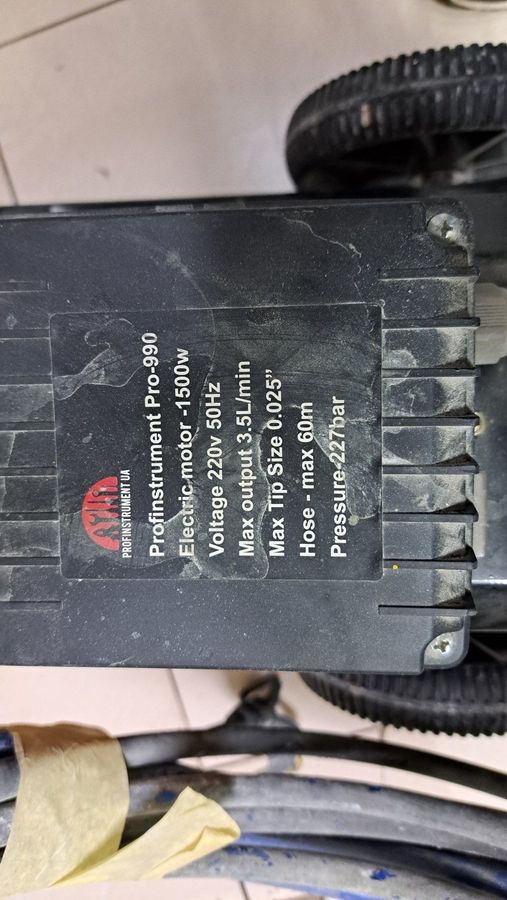 PROFINSTRUMENT UA
Profinstrument Pro-990
Electric motor -1500w
Voltage 220v 50Hz
Max output 3.5L/min
Max Tip Size 0.025”
Hose - max 60m
Pressure-227bar